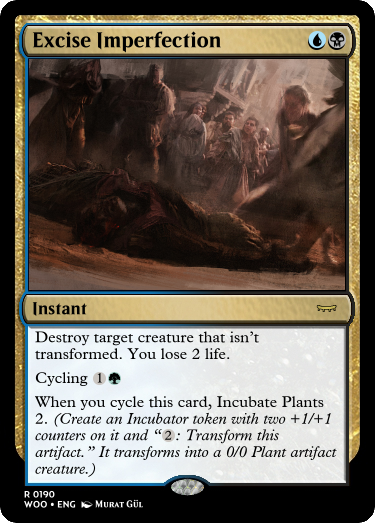 Excise Imperfection
Instant
Destroy target creature that isn't
transformed. You lose 2 life.
Cycling 1
When you cycle this card, Incubate Plants
2. (Create an Incubator token with two +1/+1
counters on it and “2: Transform this
artifact.” It transforms into a 0/0 Plant artifact
creature.)
R 0190
WOO • ENG MURAT GÜL